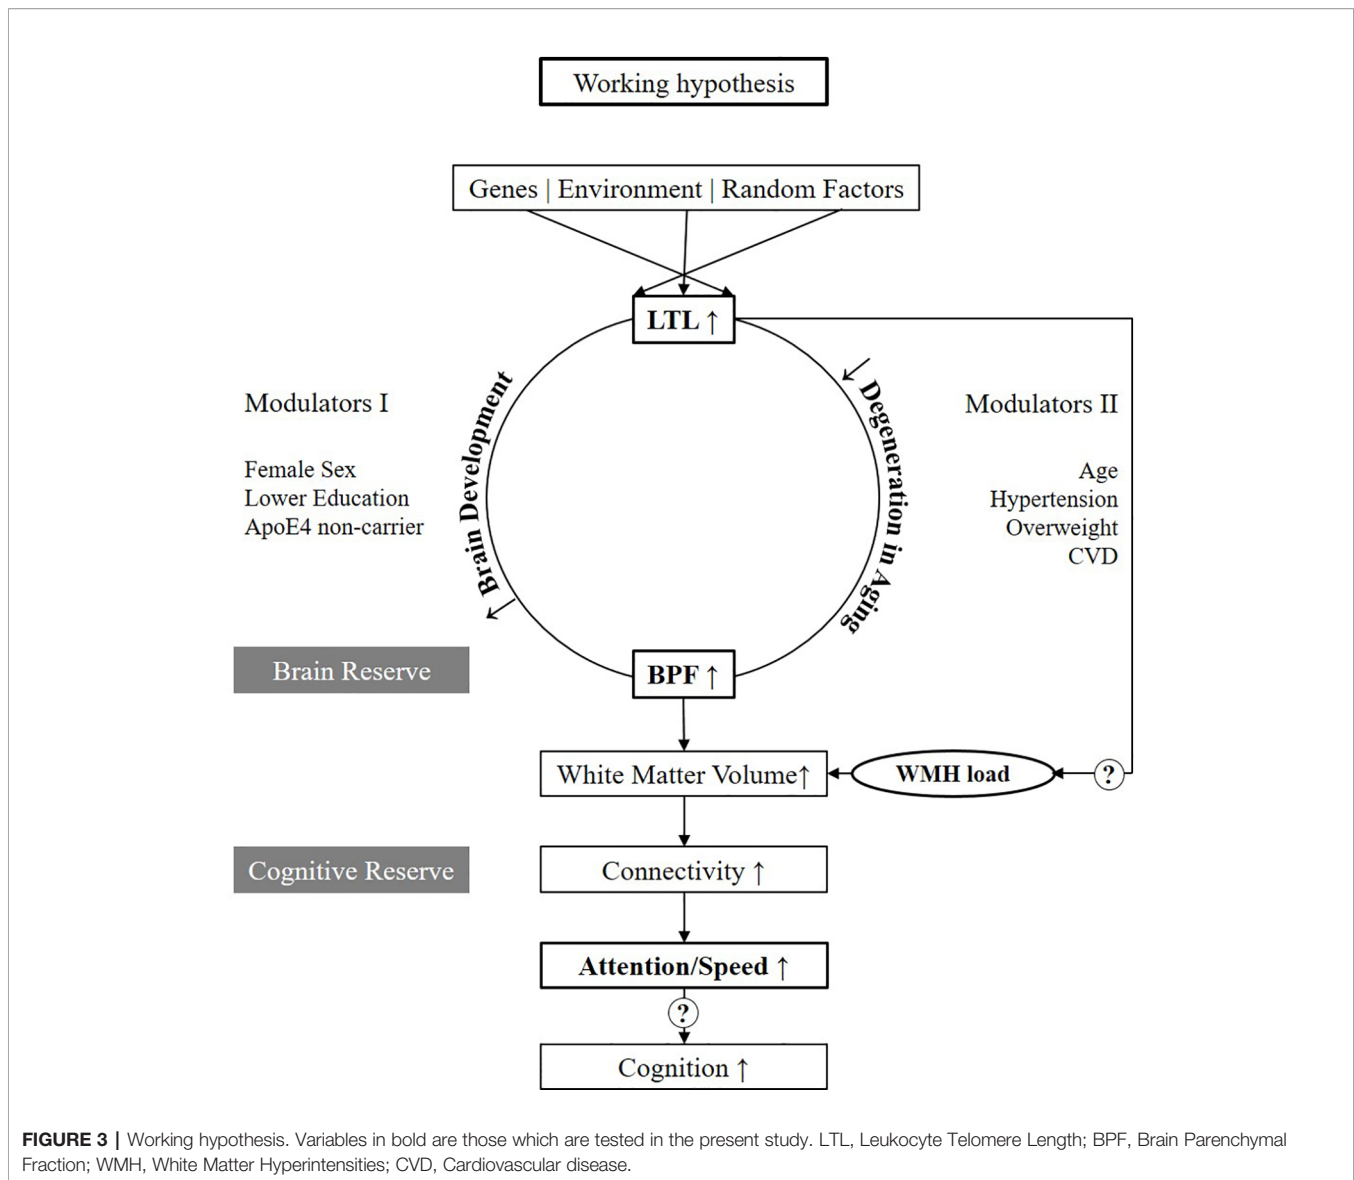 Working hypothesis
Genes | Environment | Random Factors
LTL ↑
Modulators I
Female Sex
Lower Education
ApoE4 non-carrier
Brain Development
Degeneration in Aging
Modulators II
Age
Hypertension
Overweight
CVD
Brain Reserve
BPF ↑
White Matter Volume↑
WMH load
?
Cognitive Reserve
Connectivity ↑
Attention/Speed ↑
?
Cognition ↑
FIGURE 3 | Working hypothesis. Variables in bold are those which are tested in the present study. LTL, Leukocyte Telomere Length; BPF, Brain Parenchymal
Fraction; WMH, White Matter Hyperintensities; CVD, Cardiovascular disease.